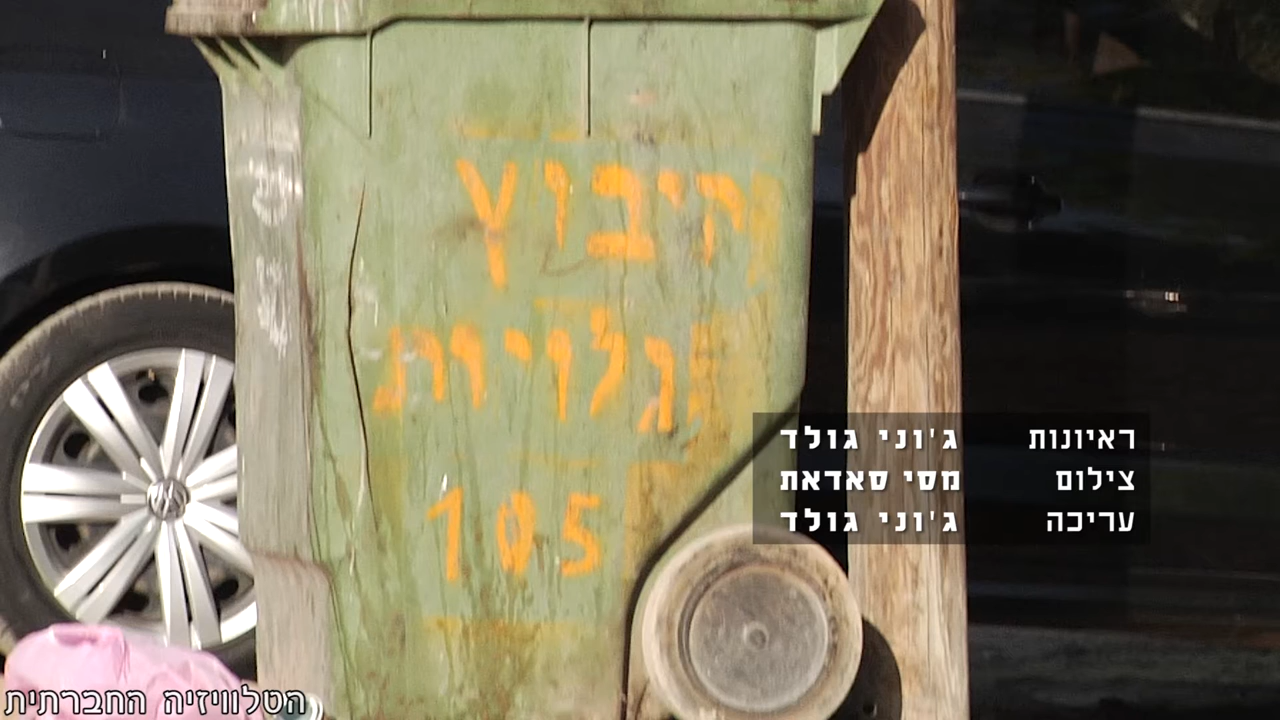 קיבוץ
גלויות
105
ראיונות ג'וני גולד
צילום מסי סאדאת
עריכה ג'וני גולד
הטלוויזיה החברתית